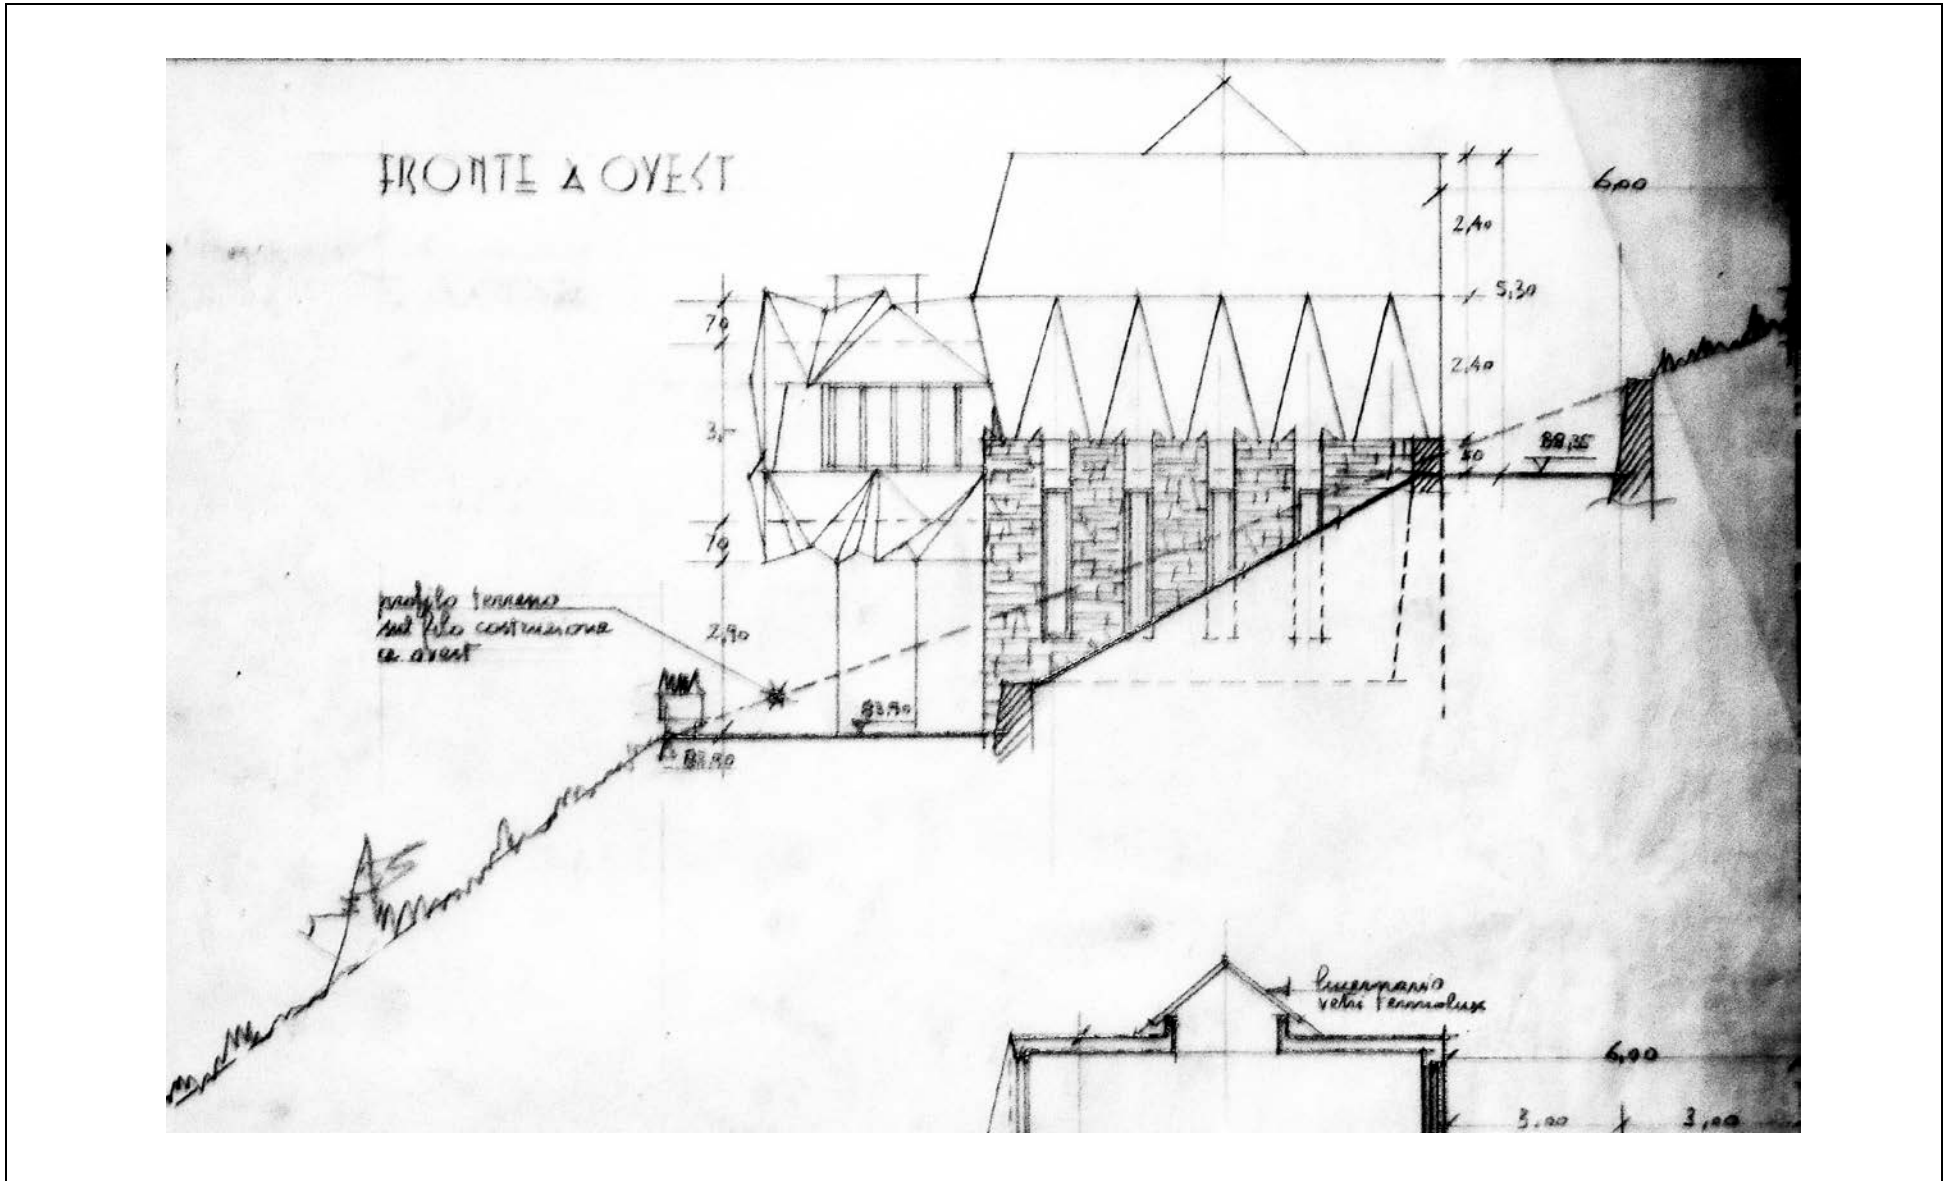 FRONTE A OVEST
6,00
2,40
5,30
70
2,40
3,-
88,35
50
70
profilo terreno
sul filo costruzione
a ovest
2,90
83,90
83,90
lucernario
vetri termolux
6,00
3,00
3,00